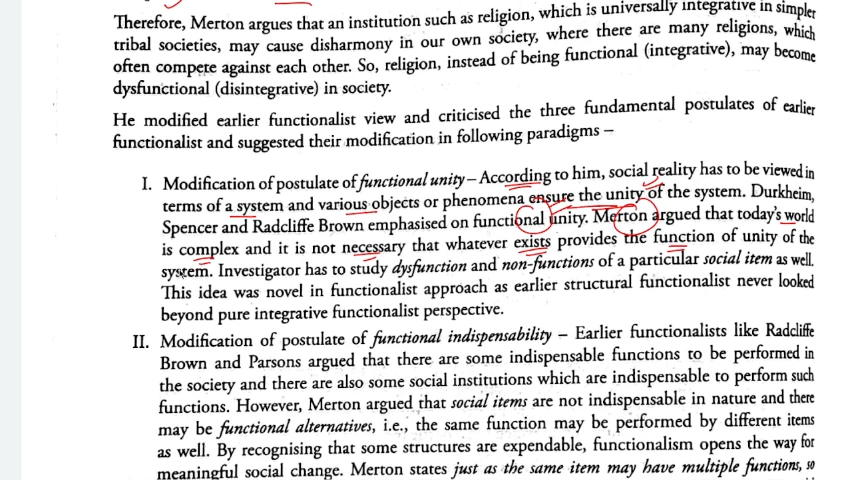 Therefore, Merton argues that an institution such as religion, which is universally integrative in simpler
tribal societies, may cause disharmony in our own society, where there are many religions, which
often compete against each other. So, religion, instead of being functional (integrative), may become
dysfunctional (disintegrative) in society.
He modified earlier functionalist view and criticised the three fundamental postulates of earlier
functionalist and suggested their modification in following paradigms –
I. Modification of postulate of functional unity – According to him, social reality has to be viewed in
terms of a system and various objects or phenomena ensure the unity of the system. Durkheim,
Spencer and Radcliffe Brown emphasised on functional unity. Merton argued that today's world
is complex and it is not necessary that whatever exists provides the function of unity of the
system. Investigator has to study dysfunction and non-functions of a particular social item as well.
This idea was novel in functionalist approach as earlier structural functionalist never looked
beyond pure integrative functionalist perspective.
II. Modification of postulate of functional indispensability – Earlier functionalists like Radcliffe
Brown and Parsons argued that there are some indispensable functions to be performed in
the society and there are also some social institutions which are indispensable to perform such
functions. However, Merton argued that social items are not indispensable in nature and there
may be functional alternatives, i.e., the same function may be performed by different items
as well. By recognising that some structures are expendable, functionalism opens the way for
meaningful social change. Merton states just as the same item may have multiple functions, so